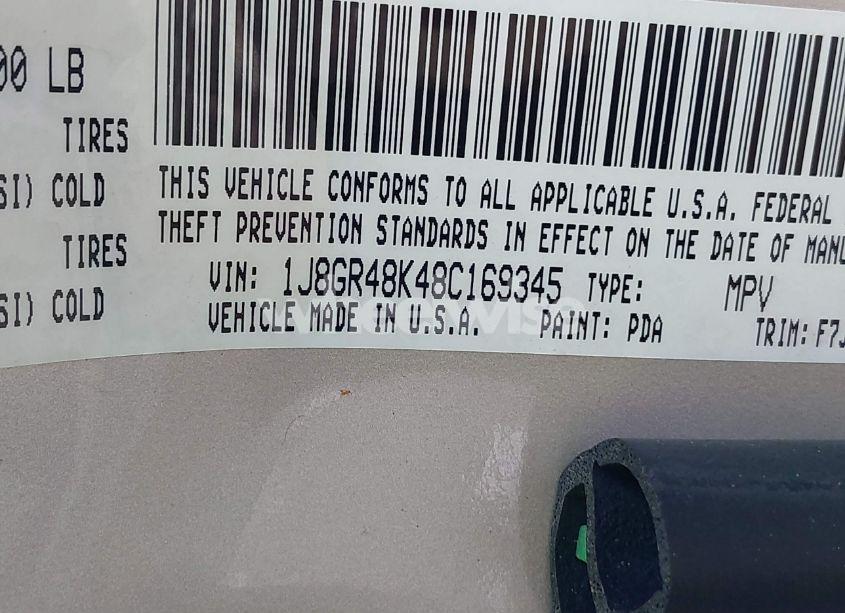 00 LB
TIRES
SI) COLD
TIRES
SI) COLD
THIS VEHICLE CONFORMS TO ALL APPLICABLE U.S.A. FEDERAL
THEFT PREVENTION STANDARDS IN EFFECT ON THE DATE OF MANU
VIN: 1J8GR48K48C169345 TYPE: MPV
VEHICLE MADE IN U.S.A. PAINT: PDA TRIM: F7J